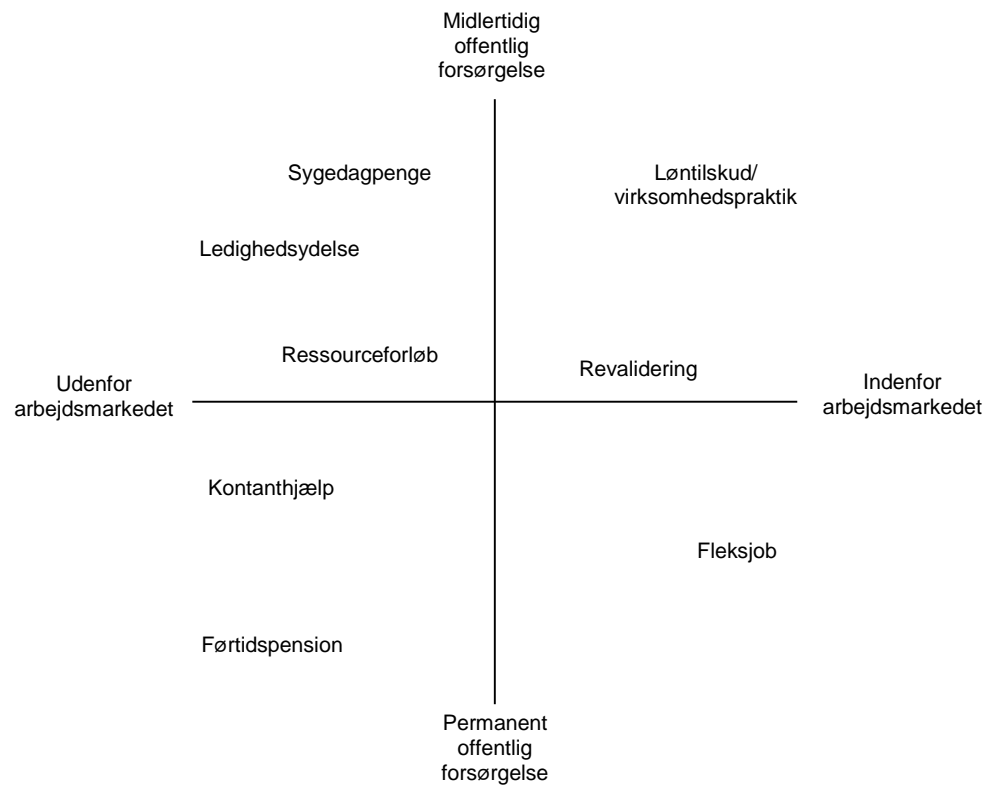 Midlertidig
offentlig
forsørgelse
Sygedagpenge
Løntilskud/
virksomhedspraktik
Ledighedsydelse
Ressourceforløb
Revalidering
Udenfor
arbejdsmarkedet
Indenfor
arbejdsmarkedet
Kontanthjælp
Fleksjob
Førtidspension
Permanent
offentlig
forsørgelse